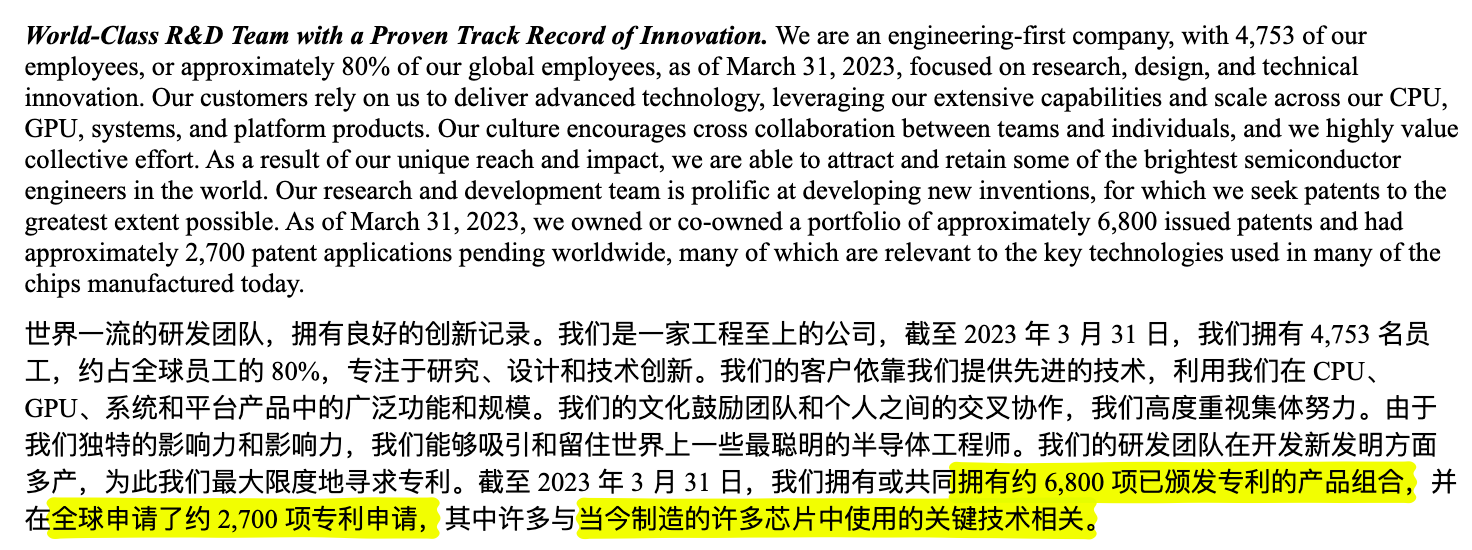 World-Class R&D Team with a Proven Track Record of Innovation. We are an engineering-first company, with 4,753 of our
employees, or approximately 80% of our global employees, as of March 31, 2023, focused on research, design, and technical
innovation. Our customers rely on us to deliver advanced technology, leveraging our extensive capabilities and scale across our CPU,
GPU, systems, and platform products. Our culture encourages cross collaboration between teams and individuals, and we highly value
collective effort. As a result of our unique reach and impact, we are able to attract and retain some of the brightest semiconductor
engineers in the world. Our research and development team is prolific at developing new inventions, for which we seek patents to the
greatest extent possible. As of March 31, 2023, we owned or co-owned a portfolio of approximately 6,800 issued patents and had
approximately 2,700 patent applications pending worldwide, many of which are relevant to the key technologies used in many of the
chips manufactured today.
世界一流的研发团队，拥有良好的创新记录。我们是一家工程至上的公司，截至 2023 年 3 月 31 日，我们拥有 4,753 名员
工，约占全球员工的 80%，专注于研究、设计和技术创新。我们的客户依靠我们提供先进的技术，利用我们在 CPU、
GPU、系统和平台产品中的广泛功能和规模。我们的文化鼓励团队和个人之间的交叉协作，我们高度重视集体努力。由于
我们独特的影响力和影响力，我们能够吸引和留住世界上一些最聪明的半导体工程师。我们的研发团队在开发新发明方面
多产，为此我们最大限度地寻求专利。截至 2023 年 3 月 31 日，我们拥有或共同拥有约 6,800 项已颁发专利的产品组合，并
在全球申请了约 2,700 项专利申请，其中许多与当今制造的许多芯片中使用的关键技术相关。